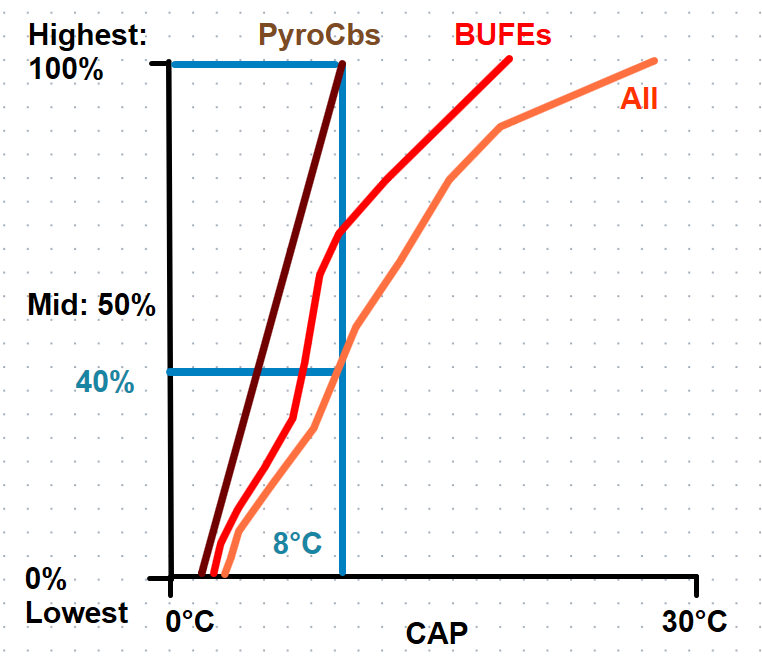 Highest:
100%
PyroCbs
BUFEs
All
Mid: 50%
40%
8°C
0%
Lowest
0°C
CAP
30°C